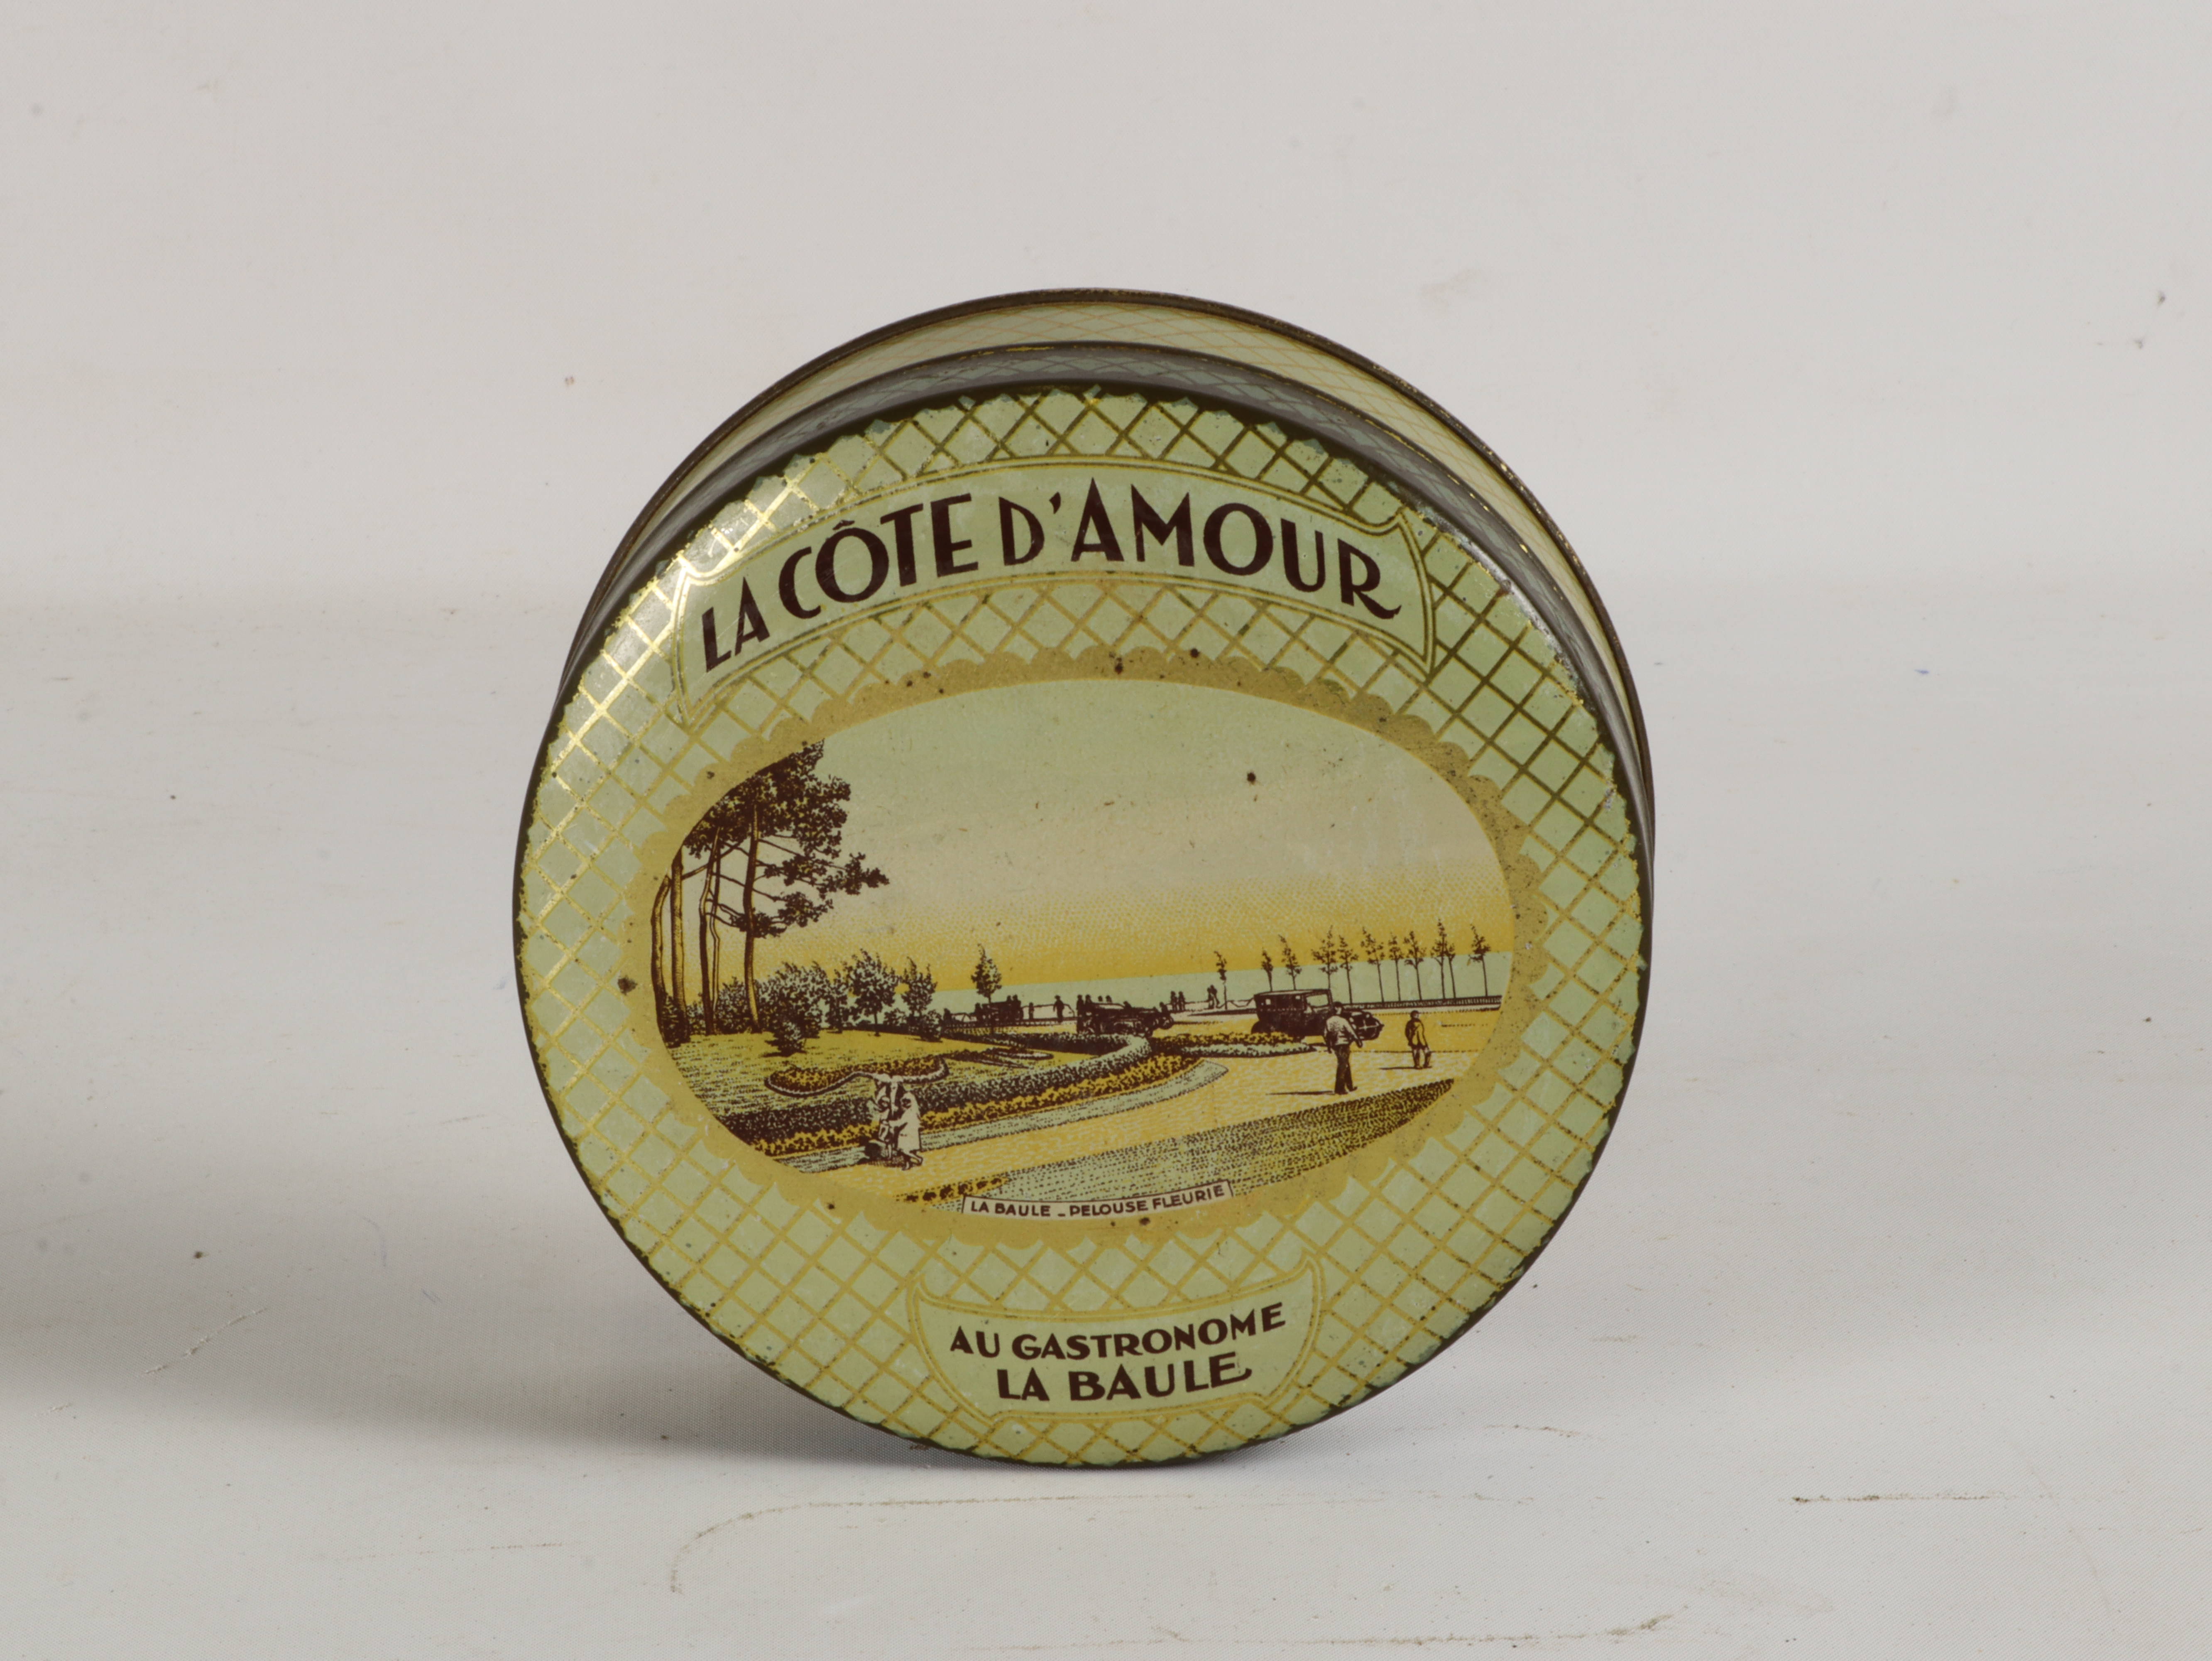 LA CÔTE D'AMOUR
LA BAULE - PELOUSE FLEURIE
AU GASTRONOME
LA BAULE